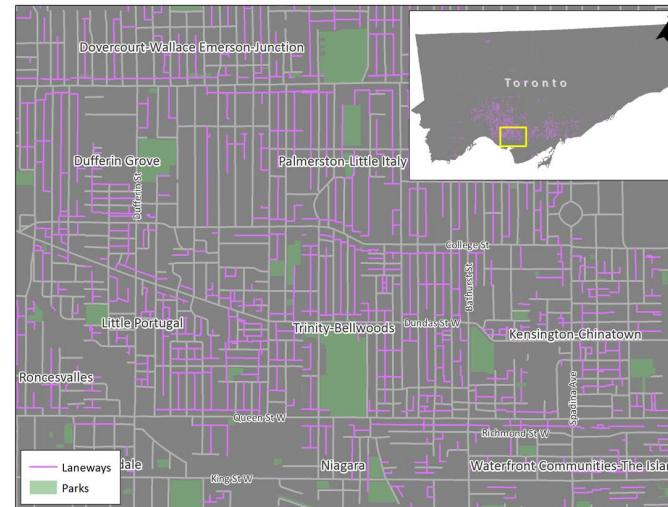 Dovercourt-Wallace Emerson-Junction
Toronto
Dufferin Grove
Palmerston-Little Italy
Dufferin St
College St
Bathurst St
Little Portugal
Trinity-Bellwoods
Dundas St W
Kensington-Chinatown
Roncesvalles
Spadina Ave
Queen St W
Richmond St W
Laneways
Parks
dale
Niagara
King St W
Waterfront Communities-The Islan